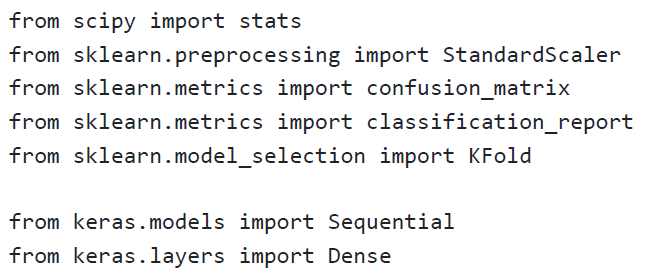 from scipy import stats
from sklearn.preprocessing import StandardScaler
from sklearn.metrics import confusion_matrix
from sklearn.metrics import classification_report
from sklearn.model_selection import KFold
from keras.models import Sequential
from keras.layers import Dense